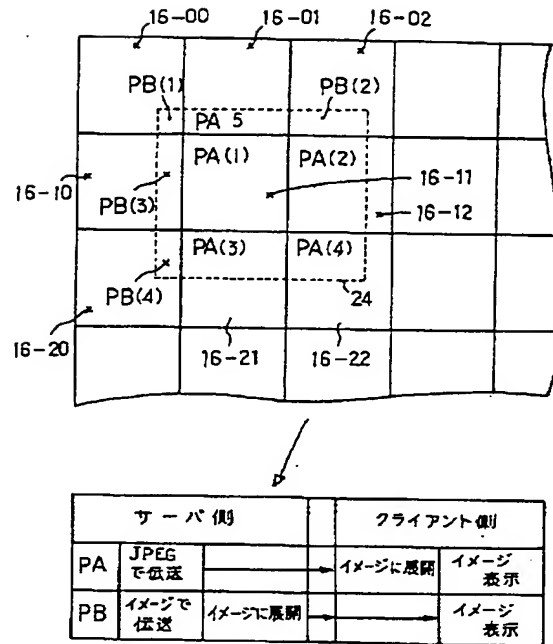 16-00
16-01
16-02
PB(1)
PB(2)
PA 5
PA(1)
PA(2)
16-10
16-11
PB(3)
16-12
PA(3)
PA(4)
PB(4)
24
16-20
16-21
16-22
サーバ側
クライアント側
PA
JPEG
で伝送
イメージに展開
イメージ
表示
PB
イメージで
伝送
イメージに展開
イメージ
表示